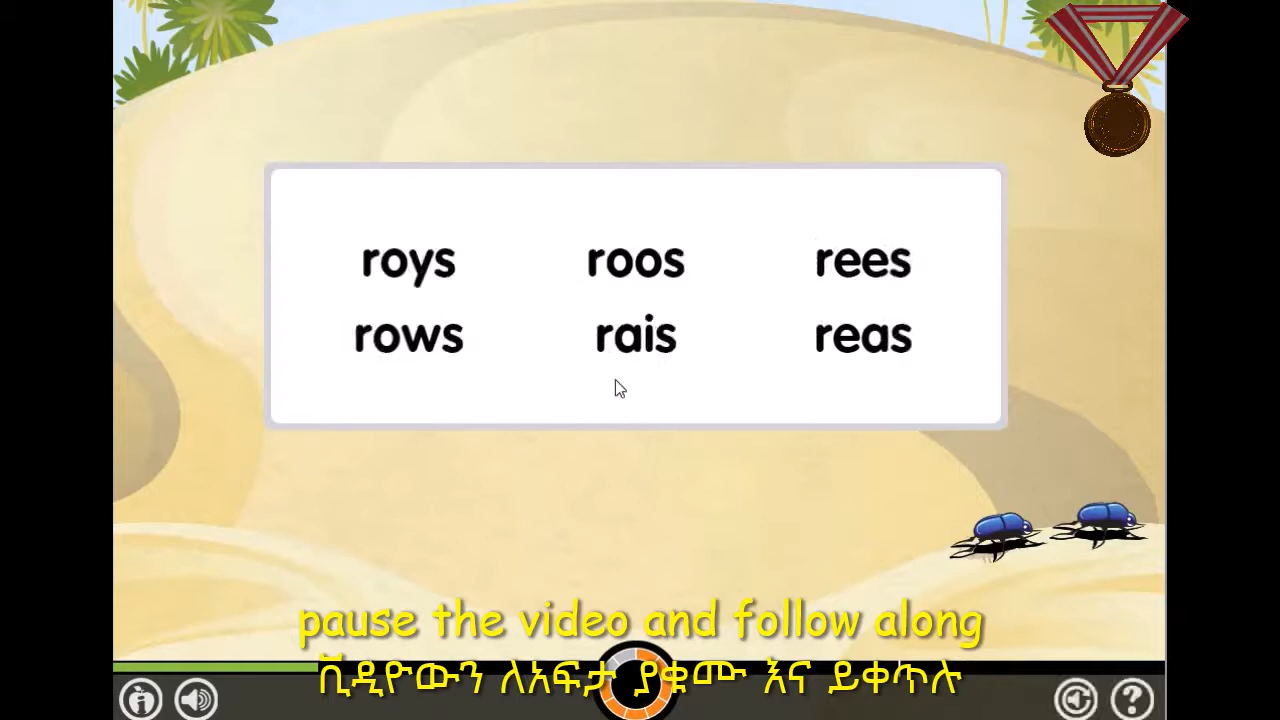 roys roos rees
rows rais reas
pause the video and follow along
ቪዲዮውን ለአፍታ ያቁሙ እና ይቀጥሉ